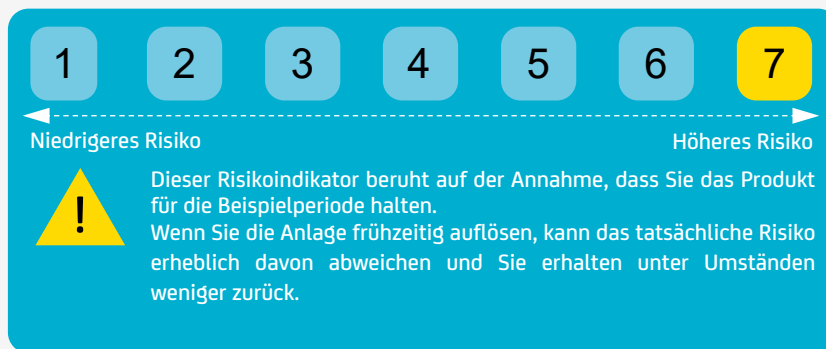 1 2 3 4 5 6 7
Niedrigeres Risiko Höheres Risiko
!
Dieser Risikoindikator beruht auf der Annahme, dass Sie das Produkt
für die Beispielperiode halten.
Wenn Sie die Anlage frühzeitig auflösen, kann das tatsächliche Risiko
erheblich davon abweichen und Sie erhalten unter Umständen
weniger zurück.